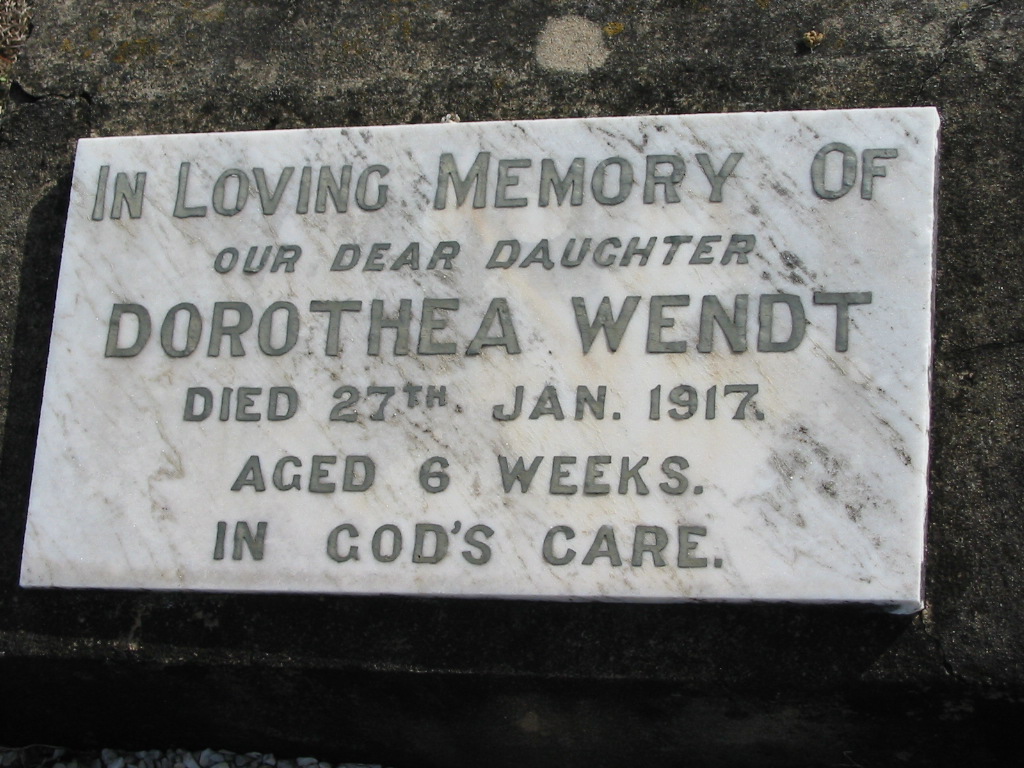 IN LOVING MEMORY OF
OUR DEAR DAUGHTER
DOROTHEA WENDT
DIED 27TH JAN. 1917.
AGED 6 WEEKS.
IN GOD'S CARE.